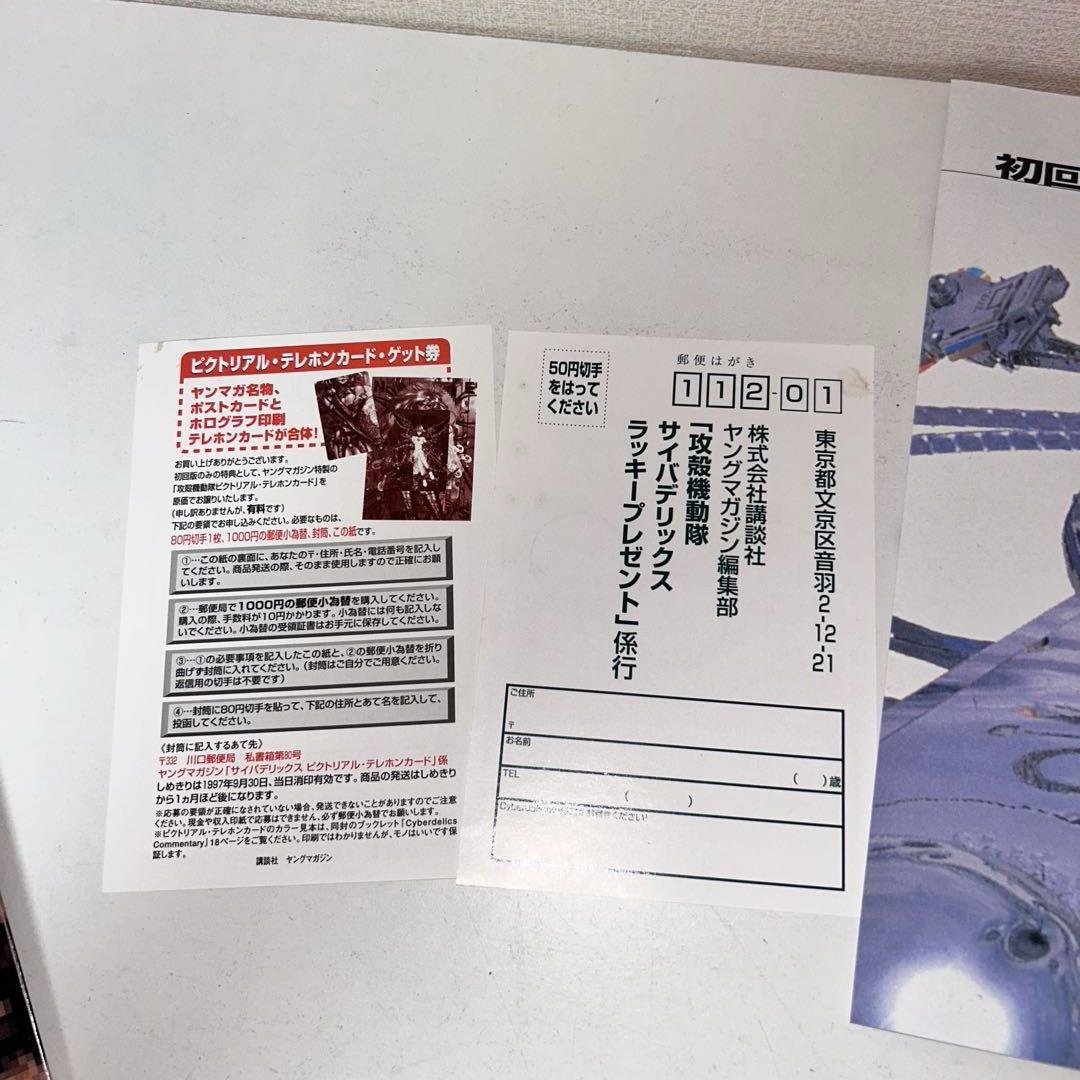 ピクトリアル・テレホンカード・ゲット券
ヤンマガ名物、
ポストカードと
ホログラフ印刷
テレホンカードが合体!
お買い上げありがとうございます。
初回版のみの特典として、ヤングマガジン特製の
「攻殻機動隊ピクトリアル・テレホンカード」を
原価でお譲りいたします。
(申し訳ありませんが、有料です)
下記の要領でお申し込みください。必要なものは、
80円切手1枚、1000円の郵便小為替、封筒、この紙です。
①…この紙の裏面に、あなたの〒・住所・氏名・電話番号を記入し
てください。商品発送の際、そのまま使用しますので正確にお願
いします。
②…郵便局で1000円の郵便小為替を購入してください。
購入の際、手数料が10円かかります。小為替には何も記入しな
いでください。小為替の受領証書はお手元に保存してください。
③…①の必要事項を記入したこの紙と、②の郵便小為替を折り
曲げず封筒に入れてください。(封筒はご自分でご用意ください。
返信用の切手は不要です)
④…封筒に80円切手を貼って、下記の住所とあて名を記入して、
投函してください。
《封筒に記入するあて先》
〒332 川口郵便局 私書箱第80号
ヤングマガジン「サイバデリックス ピクトリアル・テレホンカード」係
しめきりは1997年9月30日、当日消印有効です。商品の発送はしめきり
から1ヵ月ほど後になります。
※応募の要領が正確になされていない場合、発送できないことがありますのでご注意
ください。現金や収入印紙で応募はできません、必ず郵便小為替でお願いします。
※ピクトリアル・テレホンカードのカラー見本は、同封のブックレット「Cyberdelics
Commentary」18ページをご覧ください。印刷ではわかりませんが、モノはいいです保
証します。
講談社 ヤングマガジン
50円切手
をはって
ください
郵便はがき
112-01
東京都文京区音羽2-12-21
株式会社講談社
ヤングマガジン編集部
「攻殻機動隊
サイバデリックス
ラッキープレゼント」係行
ご住所
〒
お名前
( )歳
TEL
( )
初回